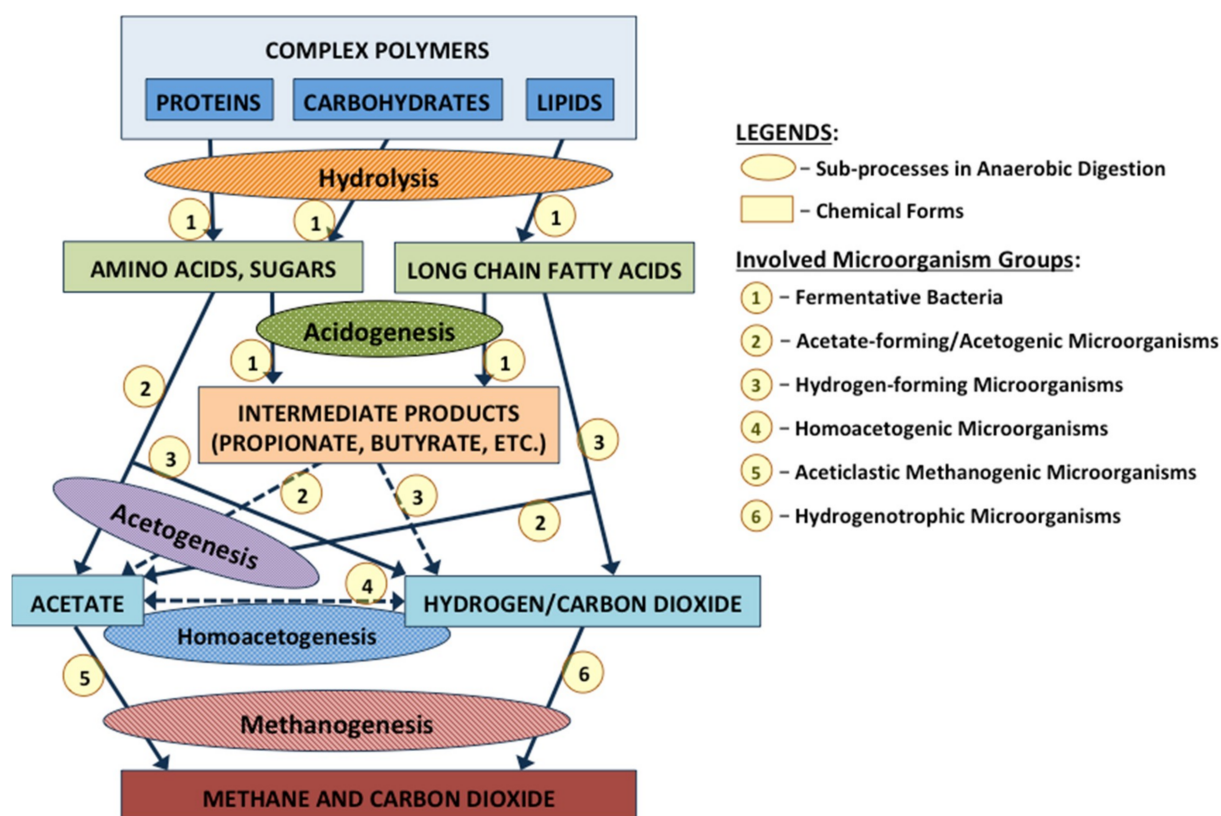 COMPLEX POLYMERS
PROTEINS
CARBOHYDRATES
LIPIDS
Hydrolysis
1
1
1
AMINO ACIDS, SUGARS
LONG CHAIN FATTY ACIDS
Acidogenesis
1
1
2
INTERMEDIATE PRODUCTS
(PROPIONATE, BUTYRATE, ETC.)
3
3
2
3
2
Acetogenesis
4
ACETATE
HYDROGEN/CARBON DIOXIDE
Homoacetogenesis
5
6
Methanogenesis
METHANE AND CARBON DIOXIDE
LEGENDS:
– Sub-processes in Anaerobic Digestion
– Chemical Forms
Involved Microorganism Groups:
1 – Fermentative Bacteria
2 – Acetate-forming/Acetogenic Microorganisms
3 – Hydrogen-forming Microorganisms
4 – Homoacetogenic Microorganisms
5 – Aceticlastic Methanogenic Microorganisms
6 – Hydrogenotrophic Microorganisms